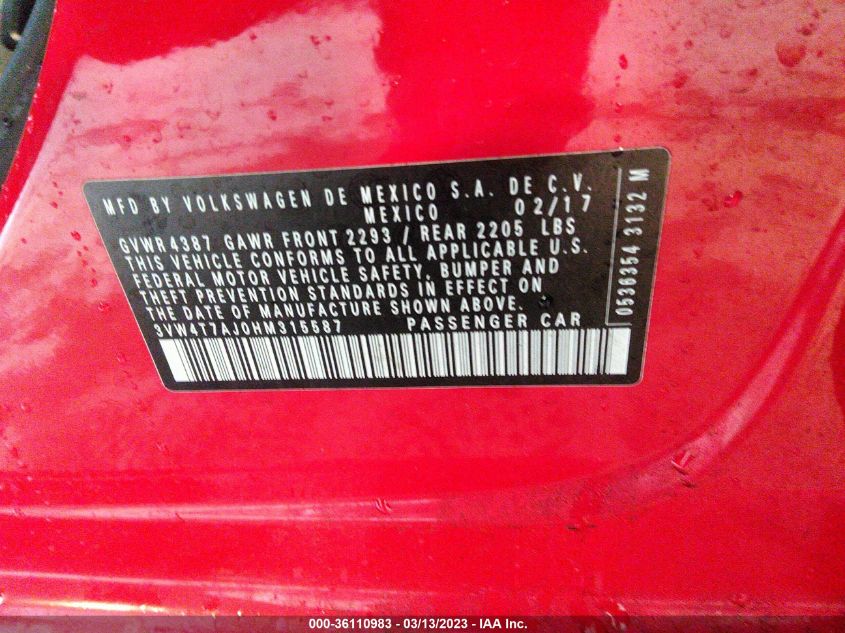 MFD BY VOLKSWAGEN DE MEXICO S.A. DE C.V.
MEXICO 02/17
GVWR 4387 GAWR FRONT 2293 / REAR 2205 LBS
THIS VEHICLE CONFORMS TO ALL APPLICABLE U.S.
FEDERAL MOTOR VEHICLE SAFETY, BUMPER AND
THEFT PREVENTION STANDARDS IN EFFECT ON
THE DATE OF MANUFACTURE SHOWN ABOVE.
3VW4T7AJ0HM315587 PASSENGER CAR
0536354 3132 M
000-36110983 / 03/13/2023 - IAA Inc.